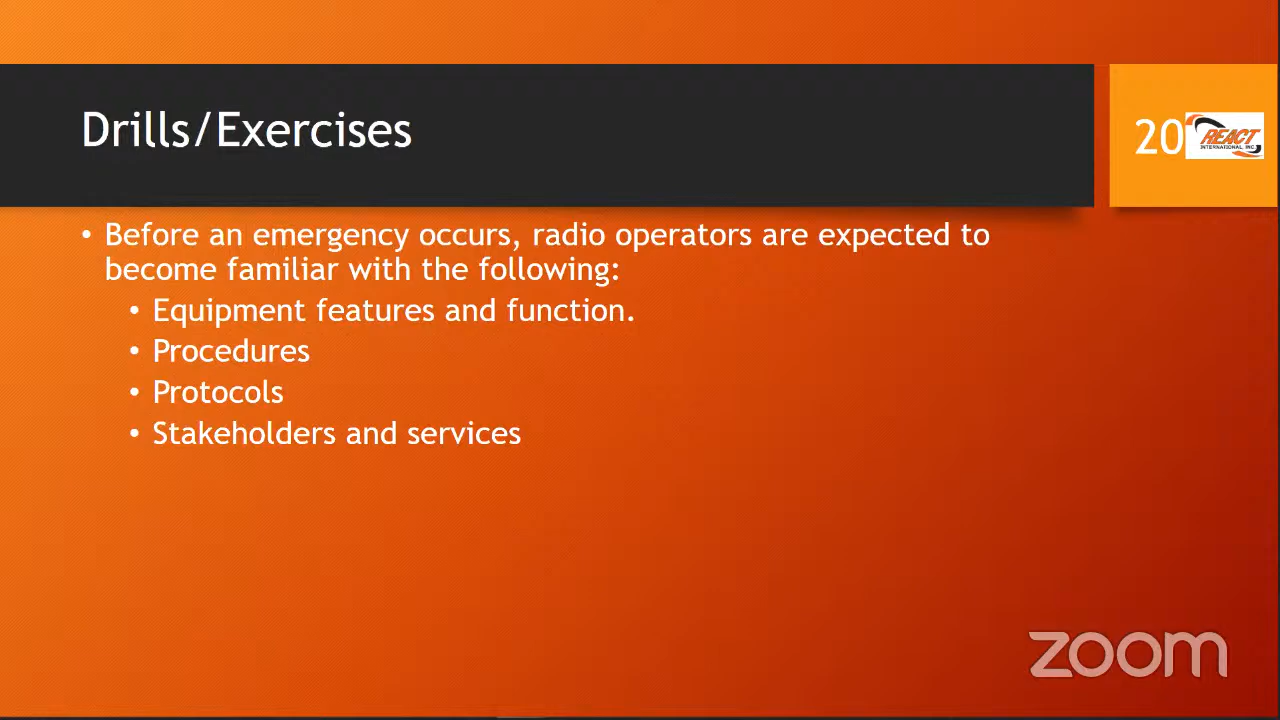 Drills/Exercises
20
REACT
INTERNATIONAL, INC.
• Before an emergency occurs, radio operators are expected to
become familiar with the following:
• Equipment features and function.
• Procedures
• Protocols
• Stakeholders and services
zoom